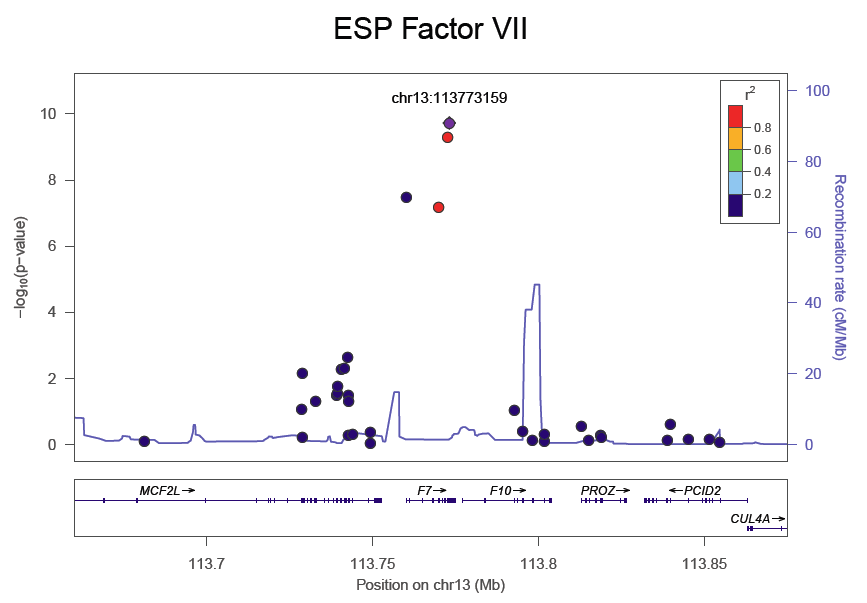 ESP Factor VII
chr13:113773159
10
8
6
4
2
0
−log10(p−value)
100
80
60
40
20
0
Recombination rate (cM/Mb)
r2
0.8
0.6
0.4
0.2
MCF2L→ F7→ F10→ PROZ→ ←PCID2
CUL4A→
113.7 113.75 113.8 113.85
Position on chr13 (Mb)